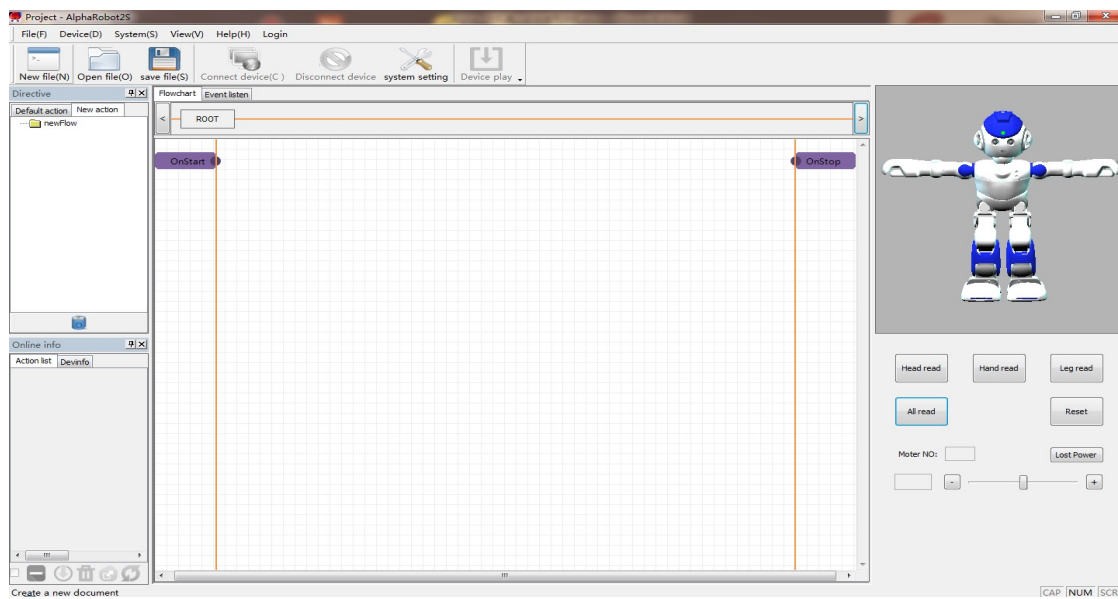 Project - AlphaRobot2S
File(F) Device(D) System(S) View(V) Help(H) Login
New file(N) Open file(O) save file(S) Connect device(C ) Disconnect device system setting Device play
Directive
Default action New action
newFlow
Flowchart Event listen
< ROOT >
OnStart OnStop
Online info
Action list Devinfo
Head read Hand read Leg read
All read Reset
Moter NO: Lost Power
- +
Create a new document
CAP NUM SCR